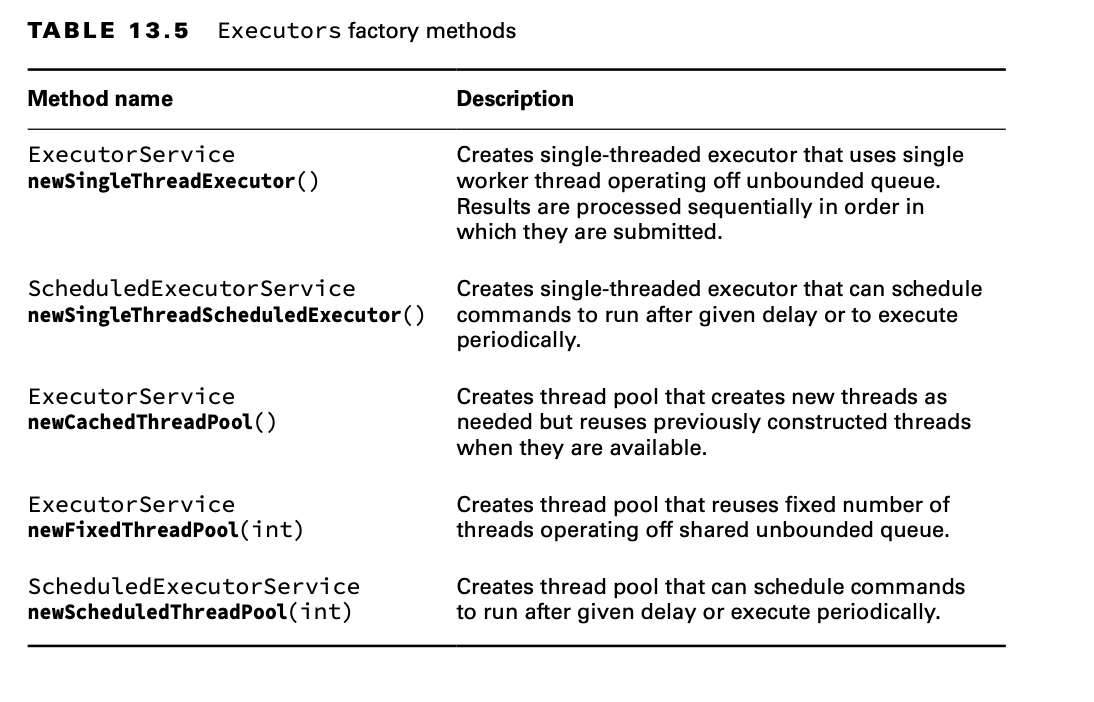 TABLE 13.5 Executors factory methods
Method name Description
ExecutorService
newSingleThreadExecutor()
Creates single-threaded executor that uses single
worker thread operating off unbounded queue.
Results are processed sequentially in order in
which they are submitted.
ScheduledExecutorService
newSingleThreadScheduledExecutor()
Creates single-threaded executor that can schedule
commands to run after given delay or to execute
periodically.
ExecutorService
newCachedThreadPool()
Creates thread pool that creates new threads as
needed but reuses previously constructed threads
when they are available.
ExecutorService
newFixedThreadPool(int)
Creates thread pool that reuses fixed number of
threads operating off shared unbounded queue.
ScheduledExecutorService
newScheduledThreadPool(int)
Creates thread pool that can schedule commands
to run after given delay or execute periodically.